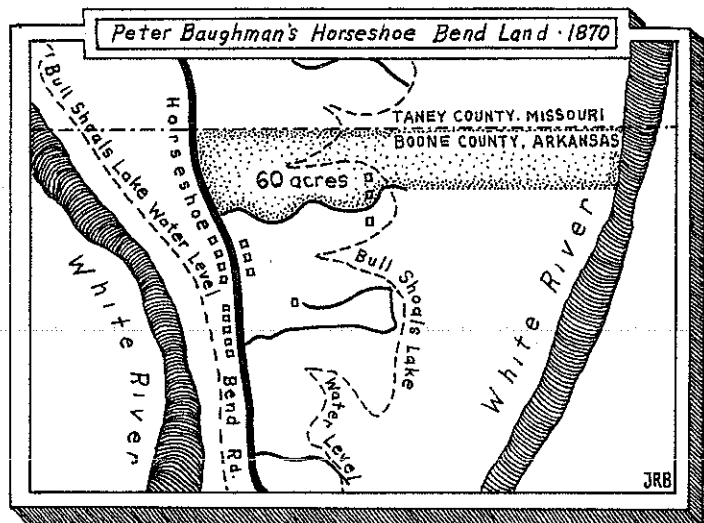 Peter Baughman's Horseshoe Bend Land · 1870
Bull Shoals Lake Water Level
Horseshoe Bend Rd.
TANEY COUNTY, MISSOURI
BOONE COUNTY, ARKANSAS
60 acres
White River
Bull Shoals Lake
Water Level
White River
JRB